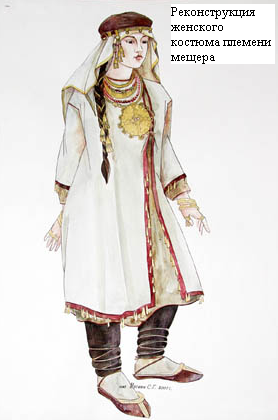 Реконструкция
женского
костюма племени
мещера